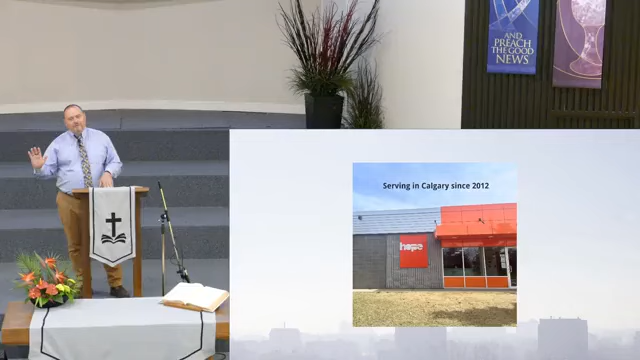 AND
PREACH
THE GOOD
NEWS
Serving in Calgary since 2012
hope